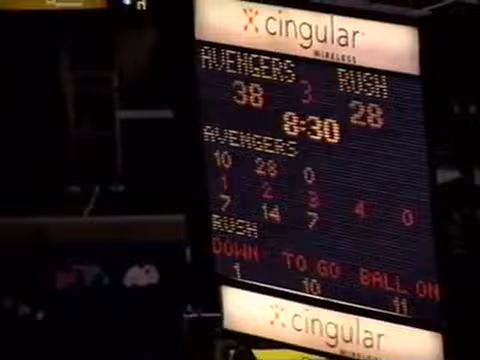 cingular
WIRELESS
AVENGERS 3 RUSH
38 28
8:30
AVENGERS
10 28 0
1 2 3 4 0
7 14 7
RUSH
DOWN TO GO BALL ON
1 10 11
cingular
WIRELESS